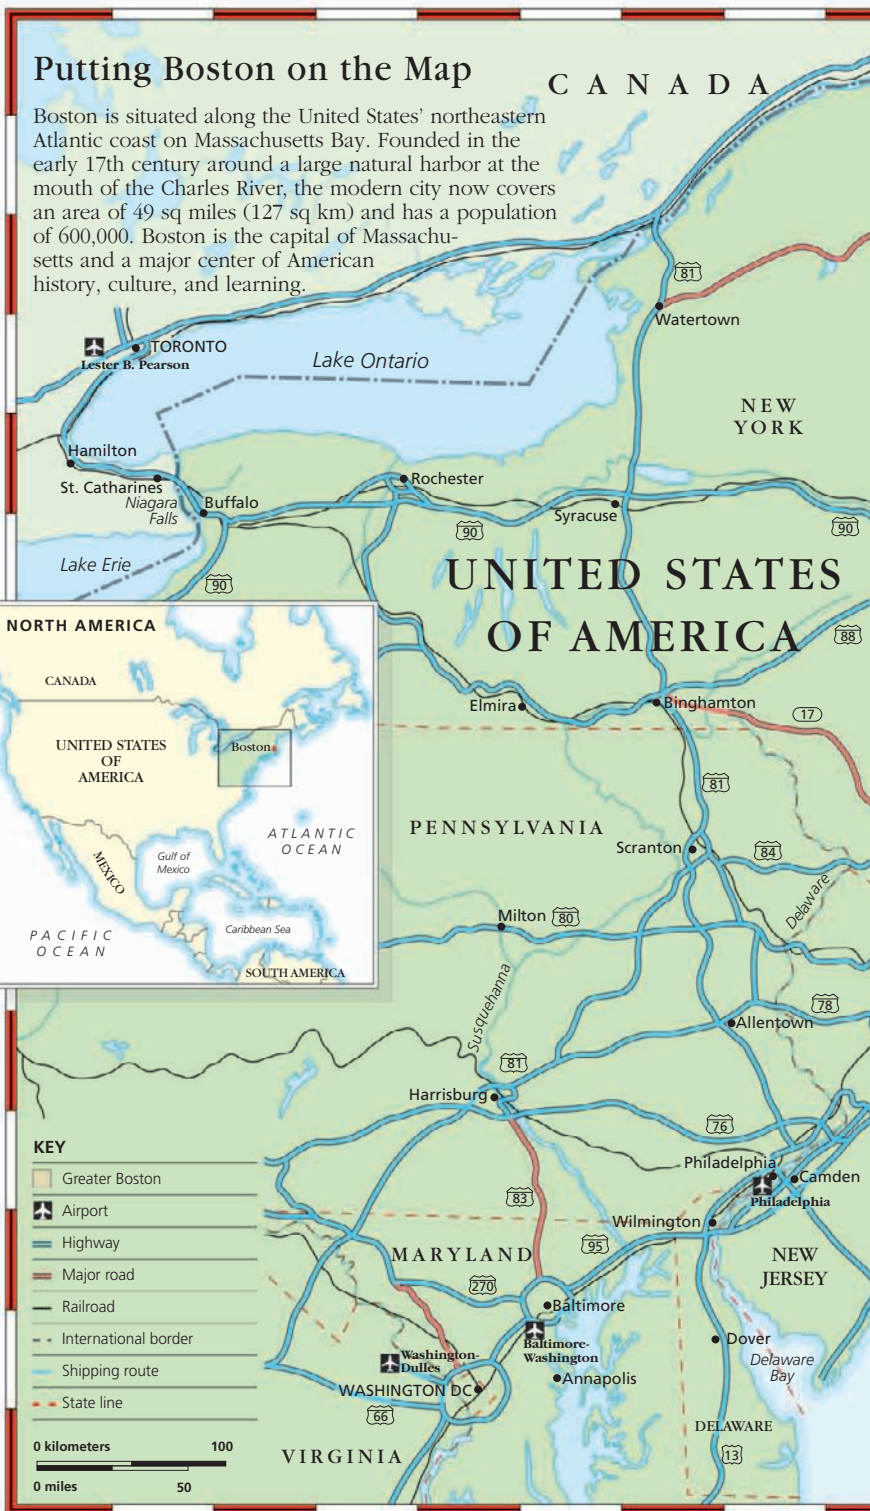 Putting Boston on the Map
CANADA
Boston is situated along the United States’ northeastern
Atlantic coast on Massachusetts Bay. Founded in the
early 17th century around a large natural harbor at the
mouth of the Charles River, the modern city now covers
an area of 49 sq miles (127 sq km) and has a population
of 600,000. Boston is the capital of Massachu-
setts and a major center of American
history, culture, and learning.
81
Watertown
TORONTO
Lester B. Pearson
Lake Ontario
NEW
YORK
Hamilton
St. Catharines
Niagara
Falls
Buffalo
Rochester
Syracuse
90
90
Lake Erie
90
UNITED STATES
OF AMERICA
88
NORTH AMERICA
CANADA
UNITED STATES
OF
AMERICA
Boston
ATLANTIC
OCEAN
Gulf of
Mexico
MEXICO
Caribbean Sea
PACIFIC
OCEAN
SOUTH AMERICA
Elmira
Binghamton
17
81
PENNSYLVANIA
Scranton
84
Delaware
Milton
80
Susquehanna
78
Allentown
81
Harrisburg
76
Philadelphia
Camden
Philadelphia
83
Wilmington
95
MARYLAND
NEW
JERSEY
270
Baltimore
Baltimore-
Washington
Dover
Delaware
Bay
Washington-
Dulles
Annapolis
WASHINGTON DC
66
DELAWARE
13
VIRGINIA
KEY
Greater Boston
Airport
Highway
Major road
Railroad
International border
Shipping route
State line
0 kilometers 100
0 miles 50